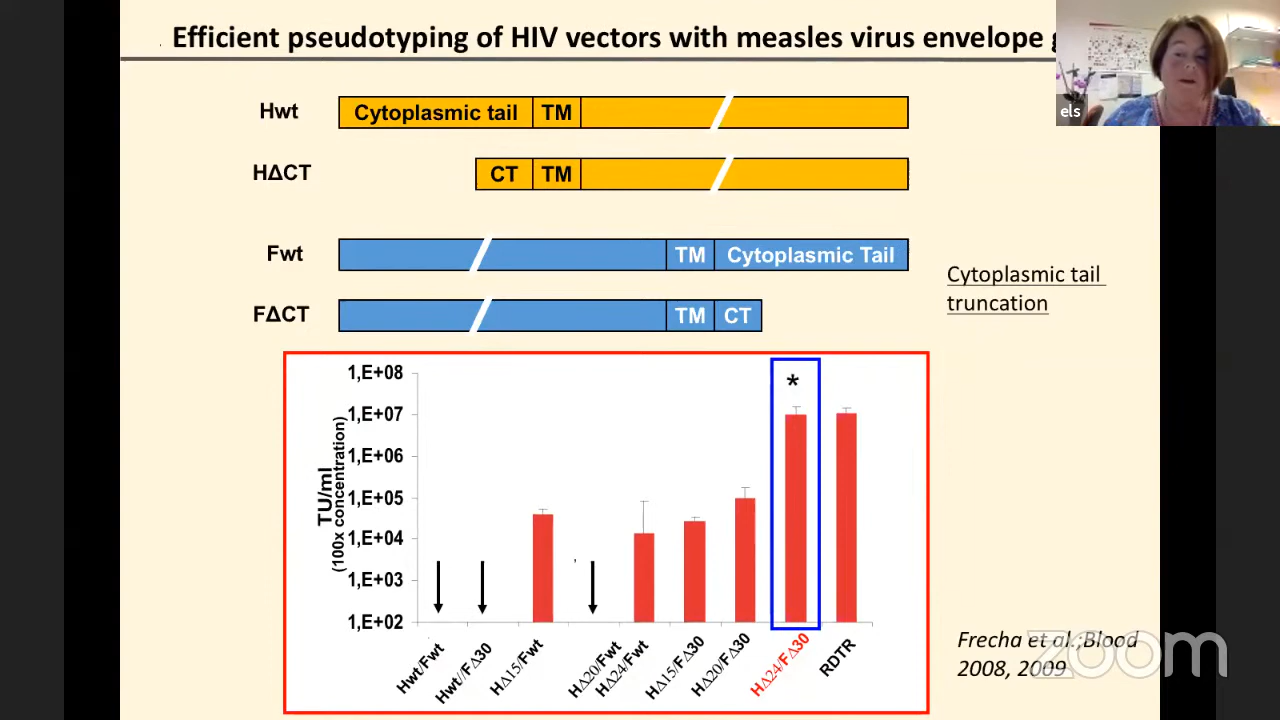 Efficient pseudotyping of HIV vectors with measles virus envelope
els
Hwt
Cytoplasmic tail TM
HΔCT
CT TM
Fwt
TM Cytoplasmic Tail
FΔCT
TM CT
Cytoplasmic tail
truncation
TU/ml
(100x concentration)
1,E+08
1,E+07
1,E+06
1,E+05
1,E+04
1,E+03
1,E+02
*
Hwt/Fwt
Hwt//FΔ30
HΔ15/Fwt
HΔ20/Fwt
HΔ24/Fwt
HΔ15/FΔ30
HΔ20/FΔ30
HΔ24/FΔ30
RDTR
Frecha et al.;Blood
2008, 2009
zoom